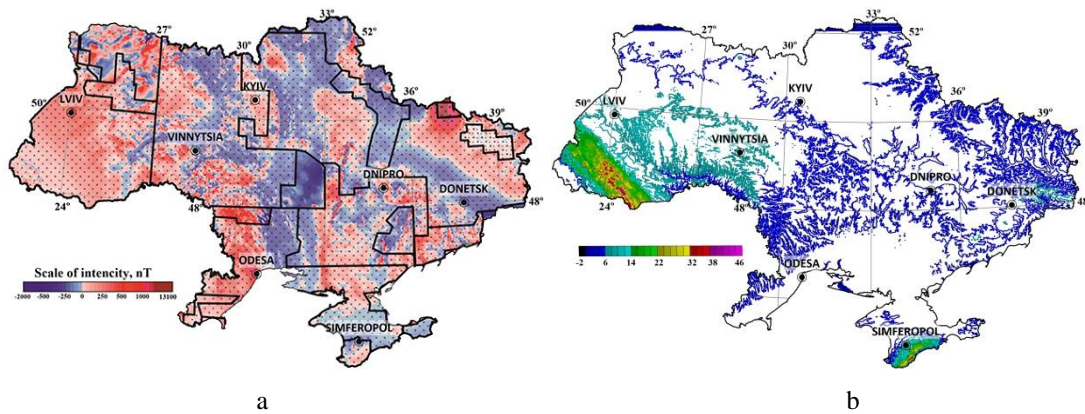 33°
27°
30°
52°
36°
39°
50°
24°
48°
48°
LVIV
KYIV
VINNYTSIA
DNIPRO
DONETSK
ODESA
SIMFEROPOL
Scale of intencity, nT
-2000 -500 -250 0 250 500 1000 13100
a
33°
27°
30°
52°
36°
39°
50°
24°
48°
48°
LVIV
KYIV
VINNYTSIA
DNIPRO
DONETSK
ODESA
SIMFEROPOL
-2 6 14 23 32 38 46
b